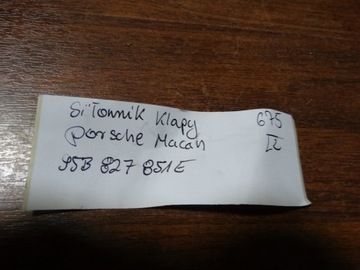 Siłownik Klapy 675
Porsche Macan II
95B 827 851E